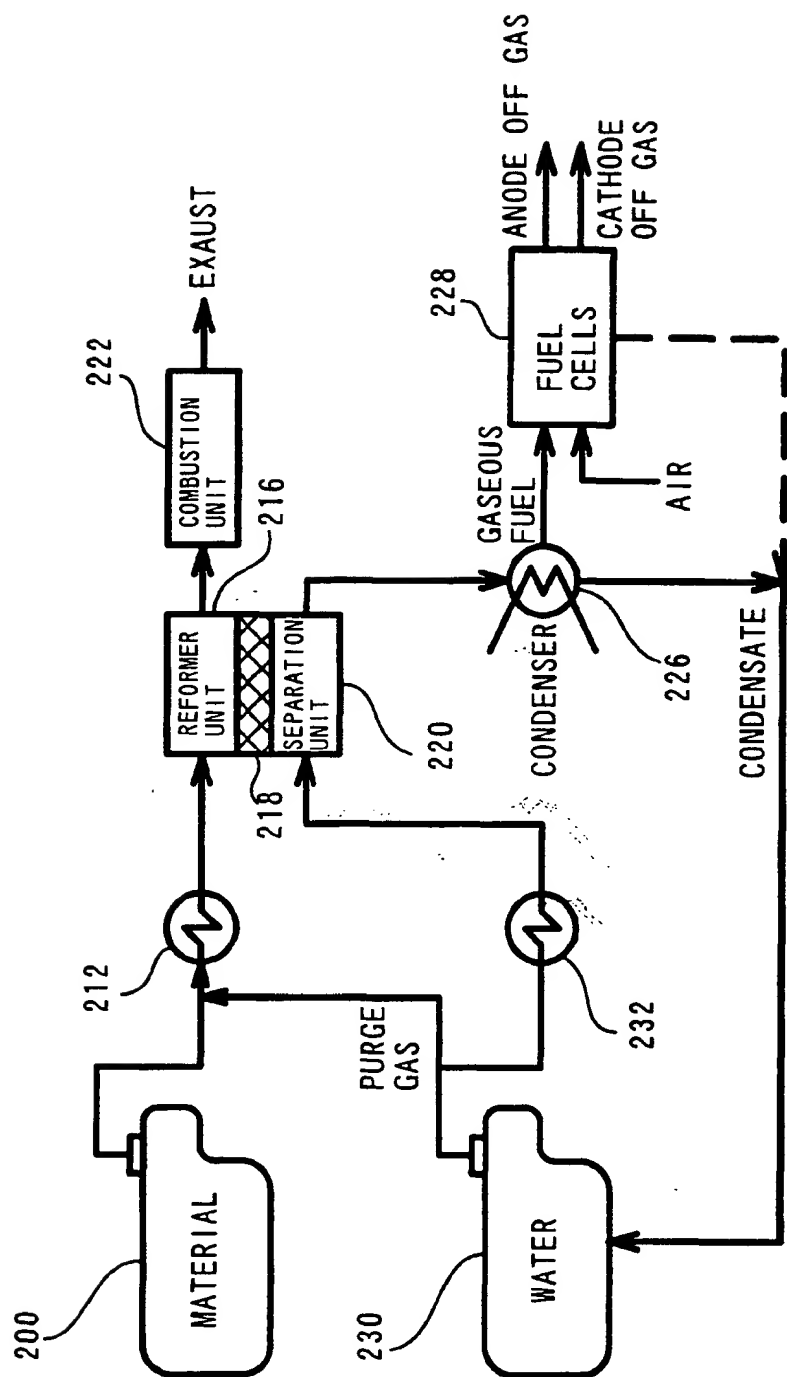 200
MATERIAL
212
REFORMER
UNIT
216
218
SEPARATION
UNIT
220
COMBUSTION
UNIT
222
EXAUST
PURGE
GAS
230
WATER
232
CONDENSER
226
GASEOUS
FUEL
AIR
228
FUEL
CELLS
ANODE OFF GAS
CATHODE
OFF GAS
CONDENSATE